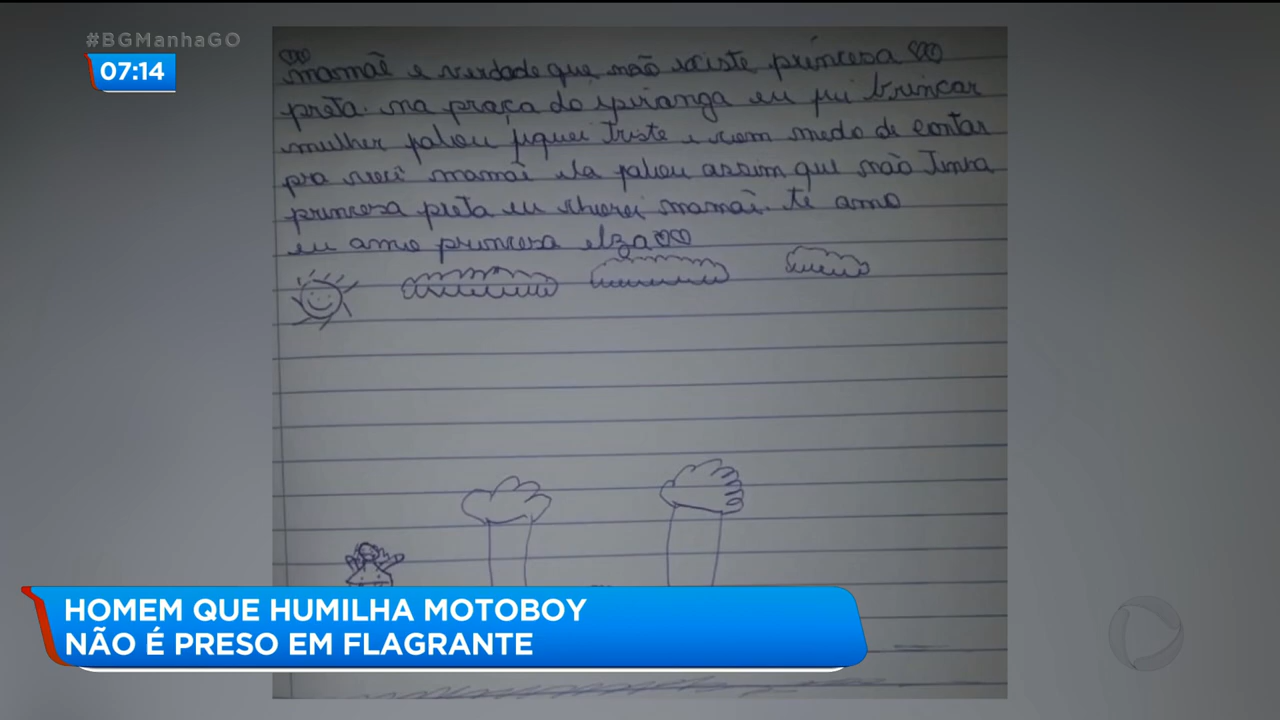 #BGManhaGO
07:14
mamãe e verdade que não existe princesa
preta. na praça do ipiranga eu fui brincar
mulher falou fiquei triste e com medo de contar
pra você mamãe ela falou assim que não Tinha
princesa preta eu chorei mamãe. te amo
eu amo princesa elza
HOMEM QUE HUMILHA MOTOBOY
NÃO É PRESO EM FLAGRANTE